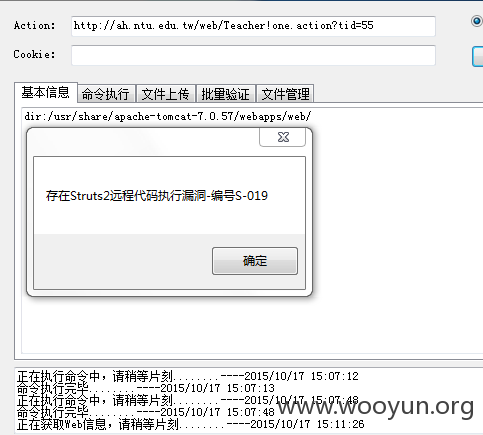 Action: http://ah.ntu.edu.tw/web/Teacher!one.action?tid=55
Cookie:
基本信息 命令执行 文件上传 批量验证 文件管理
dir:/usr/share/apache-tomcat-7.0.57/webapps/web/
存在Struts2远程代码执行漏洞-编号S-019
确定
正在执行命令中，请稍等片刻........----2015/10/17 15:07:12
命令执行完毕........----2015/10/17 15:07:13
正在执行命令中，请稍等片刻........----2015/10/17 15:07:48
命令执行完毕........----2015/10/17 15:07:48
正在获取Web信息，请稍等片刻........----2015/10/17 15:11:26
www.wooyun.org